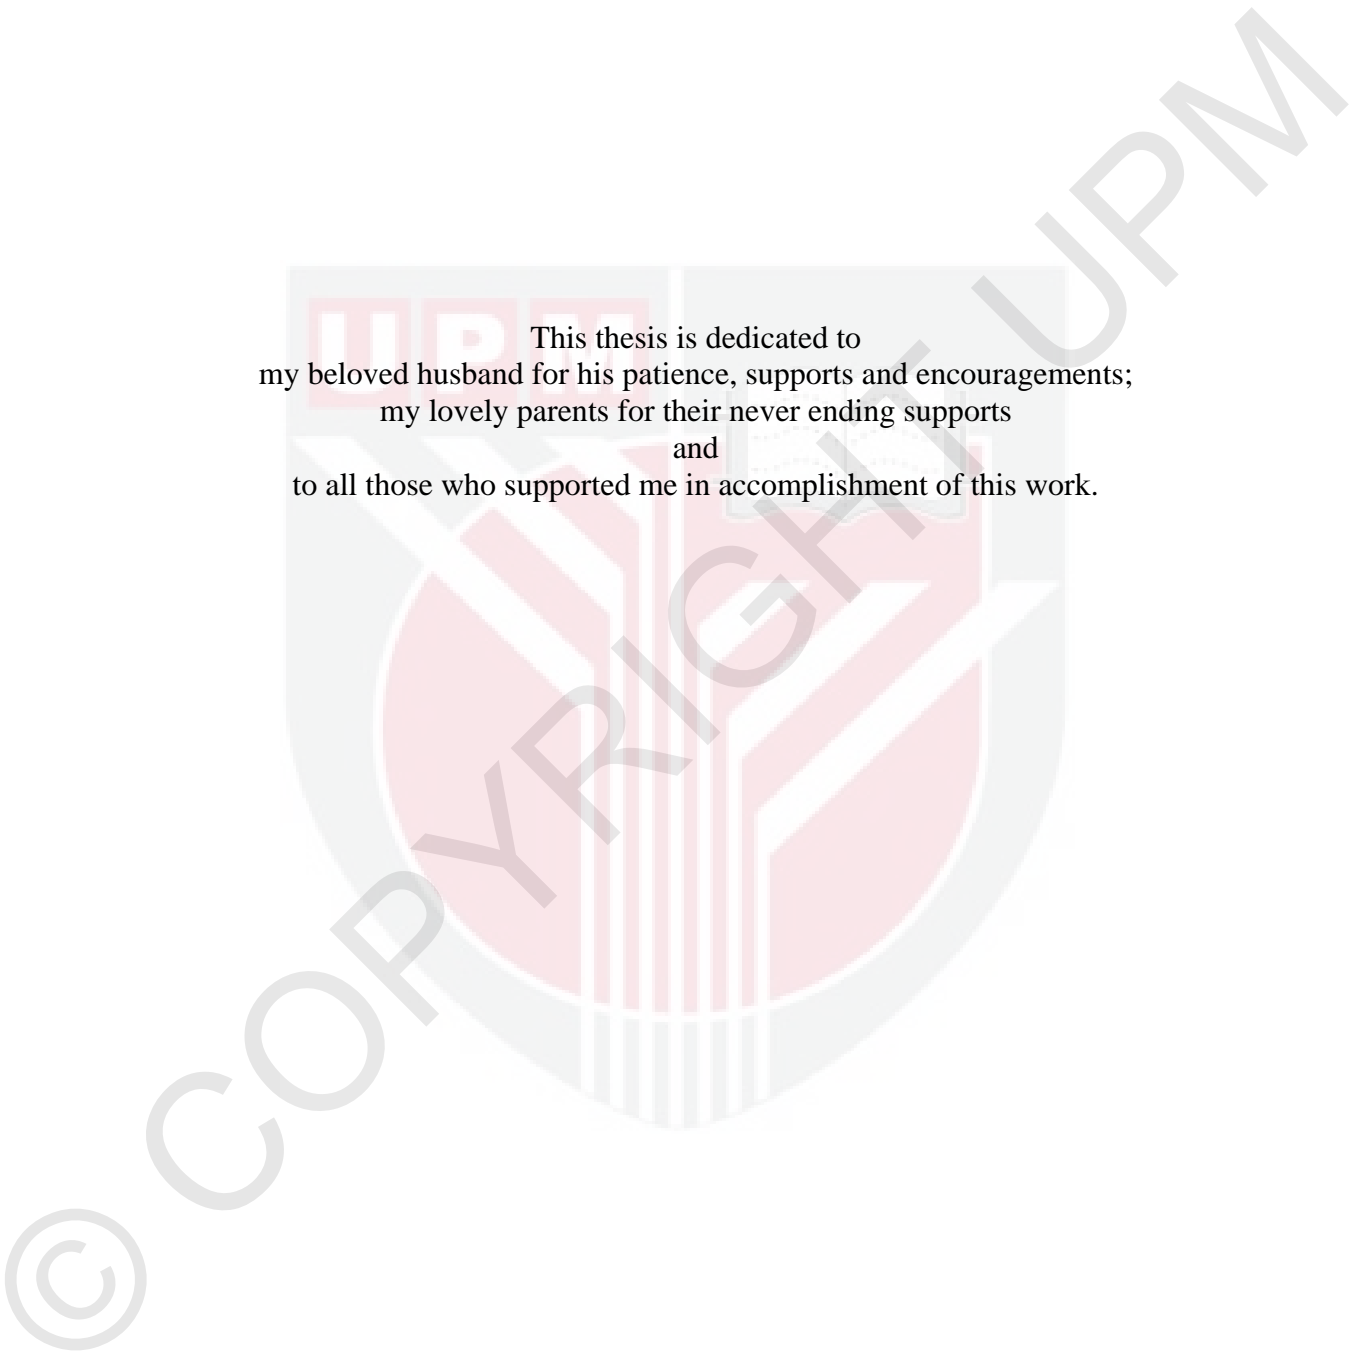 UPM
This thesis is dedicated to
my beloved husband for his patience, supports and encouragements;
my lovely parents for their never ending supports
and
to all those who supported me in accomplishment of this work.
© COPYRIGHT UPM